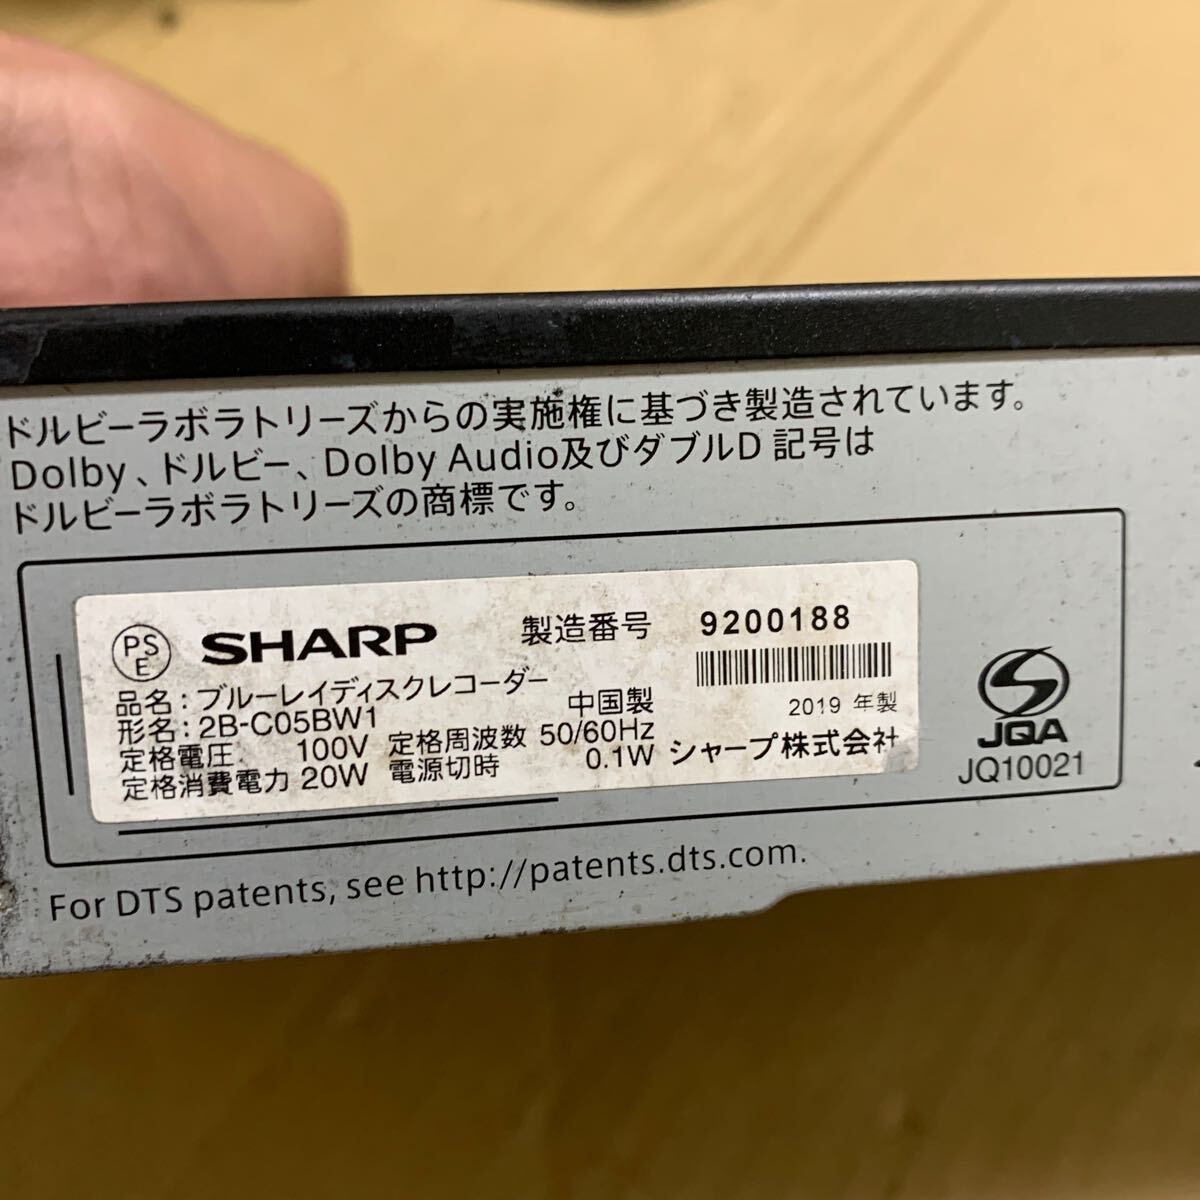 ドルビーラボラトリーズからの実施権に基づき製造されています。
Dolby、ドルビー、Dolby Audio及びダブルD 記号は
ドルビーラボラトリーズの商標です。
PS
E
SHARP
製造番号 9200188
品名：ブルーレイディスクレコーダー
中国製
2019 年製
形名：2B-C05BW1
定格電圧 100V 定格周波数 50/60Hz
定格消費電力 20W 電源切時 0.1W シャープ株式会社
JQA
JQ10021
For DTS patents, see http://patents.dts.com.